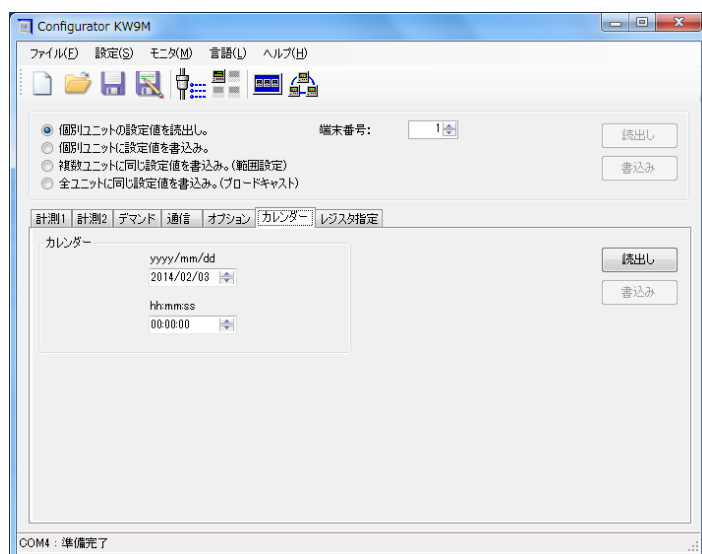 Configurator KW9M
ファイル(F) 設定(S) モニタ(M) 言語(L) ヘルプ(H)
個別ユニットの設定値を読出し。 端末番号: 1 読出し
個別ユニットに設定値を書込み。
複数ユニットに同じ設定値を書込み。(範囲設定) 書込み
全ユニットに同じ設定値を書込み。(ブロードキャスト)
計測1 計測2 デマンド 通信 オプション カレンダー レジスタ指定
カレンダー
yyyy/mm/dd 読出し
2014/02/03
書込み
hh:mm:ss
00:00:00
COM4 : 準備完了